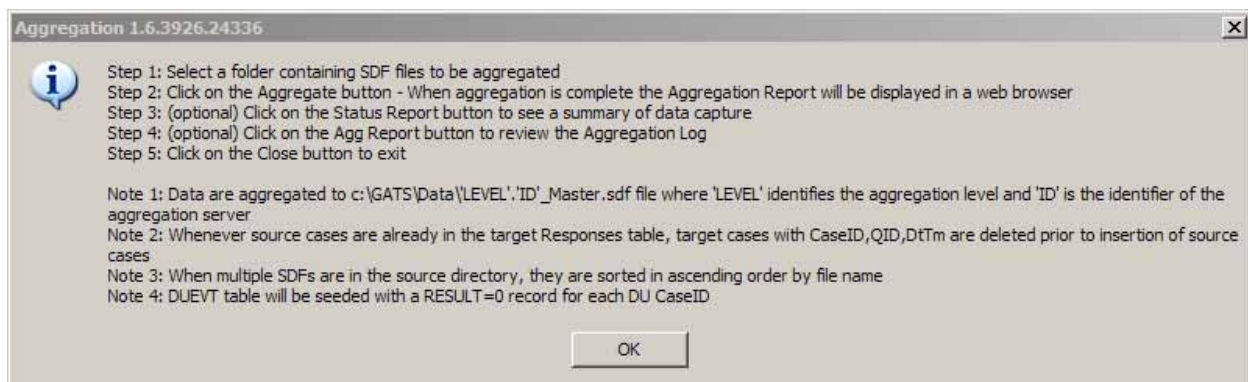 Aggregation 1.6.3926.24336
Step 1: Select a folder containing SDF files to be aggregated
Step 2: Click on the Aggregate button - When aggregation is complete the Aggregation Report will be displayed in a web browser
Step 3: (optional) Click on the Status Report button to see a summary of data capture
Step 4: (optional) Click on the Agg Report button to review the Aggregation Log
Step 5: Click on the Close button to exit
Note 1: Data are aggregated to c:\GATS\Data\'LEVEL'.'ID'_Master.sdf file where 'LEVEL' identifies the aggregation level and 'ID' is the identifier of the
aggregation server
Note 2: Whenever source cases are already in the target Responses table, target cases with CaseID,QID,DtTm are deleted prior to insertion of source
cases
Note 3: When multiple SDFs are in the source directory, they are sorted in ascending order by file name
Note 4: DUEVT table will be seeded with a RESULT=0 record for each DU CaseID
OK